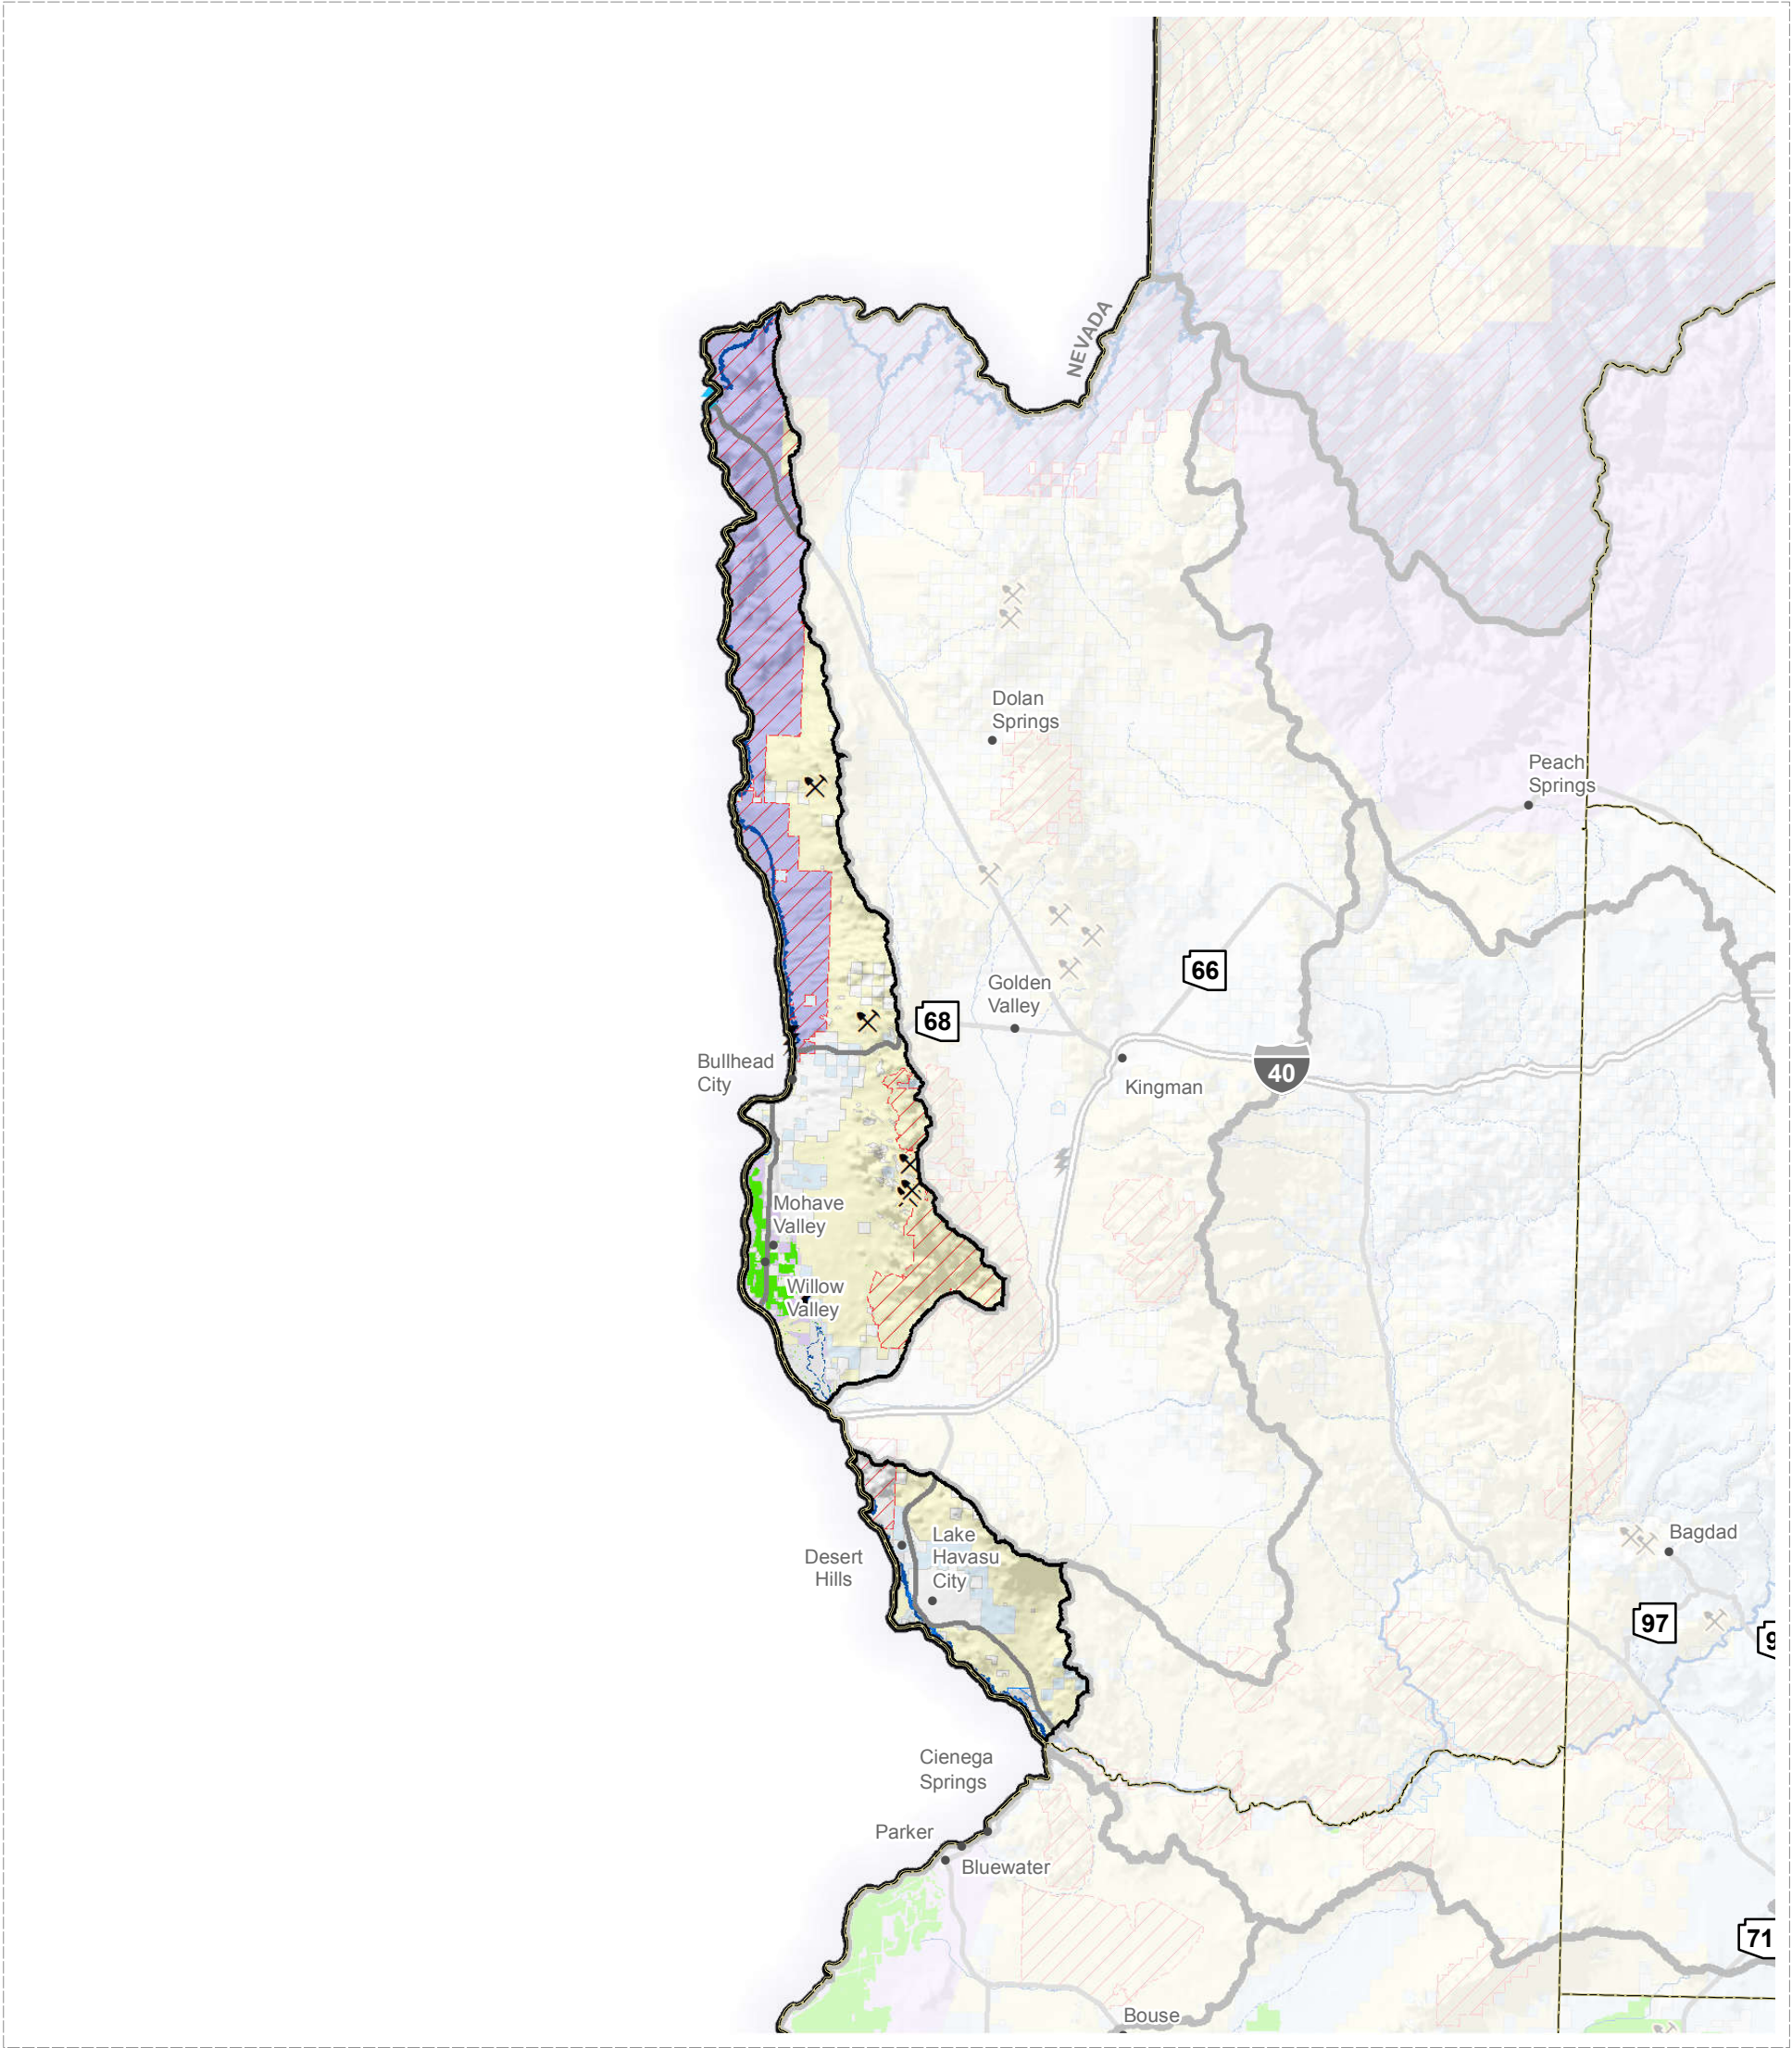 NEVADA
Dolan
Springs
Peach
Springs
66
Golden
Valley
68
Bullhead
City
Kingman
40
Mohave
Valley
Willow
Valley
Lake
Havasu
City
Desert
Hills
Bagdad
97
9
Cienega
Springs
Parker
Bluewater
71
Bouse